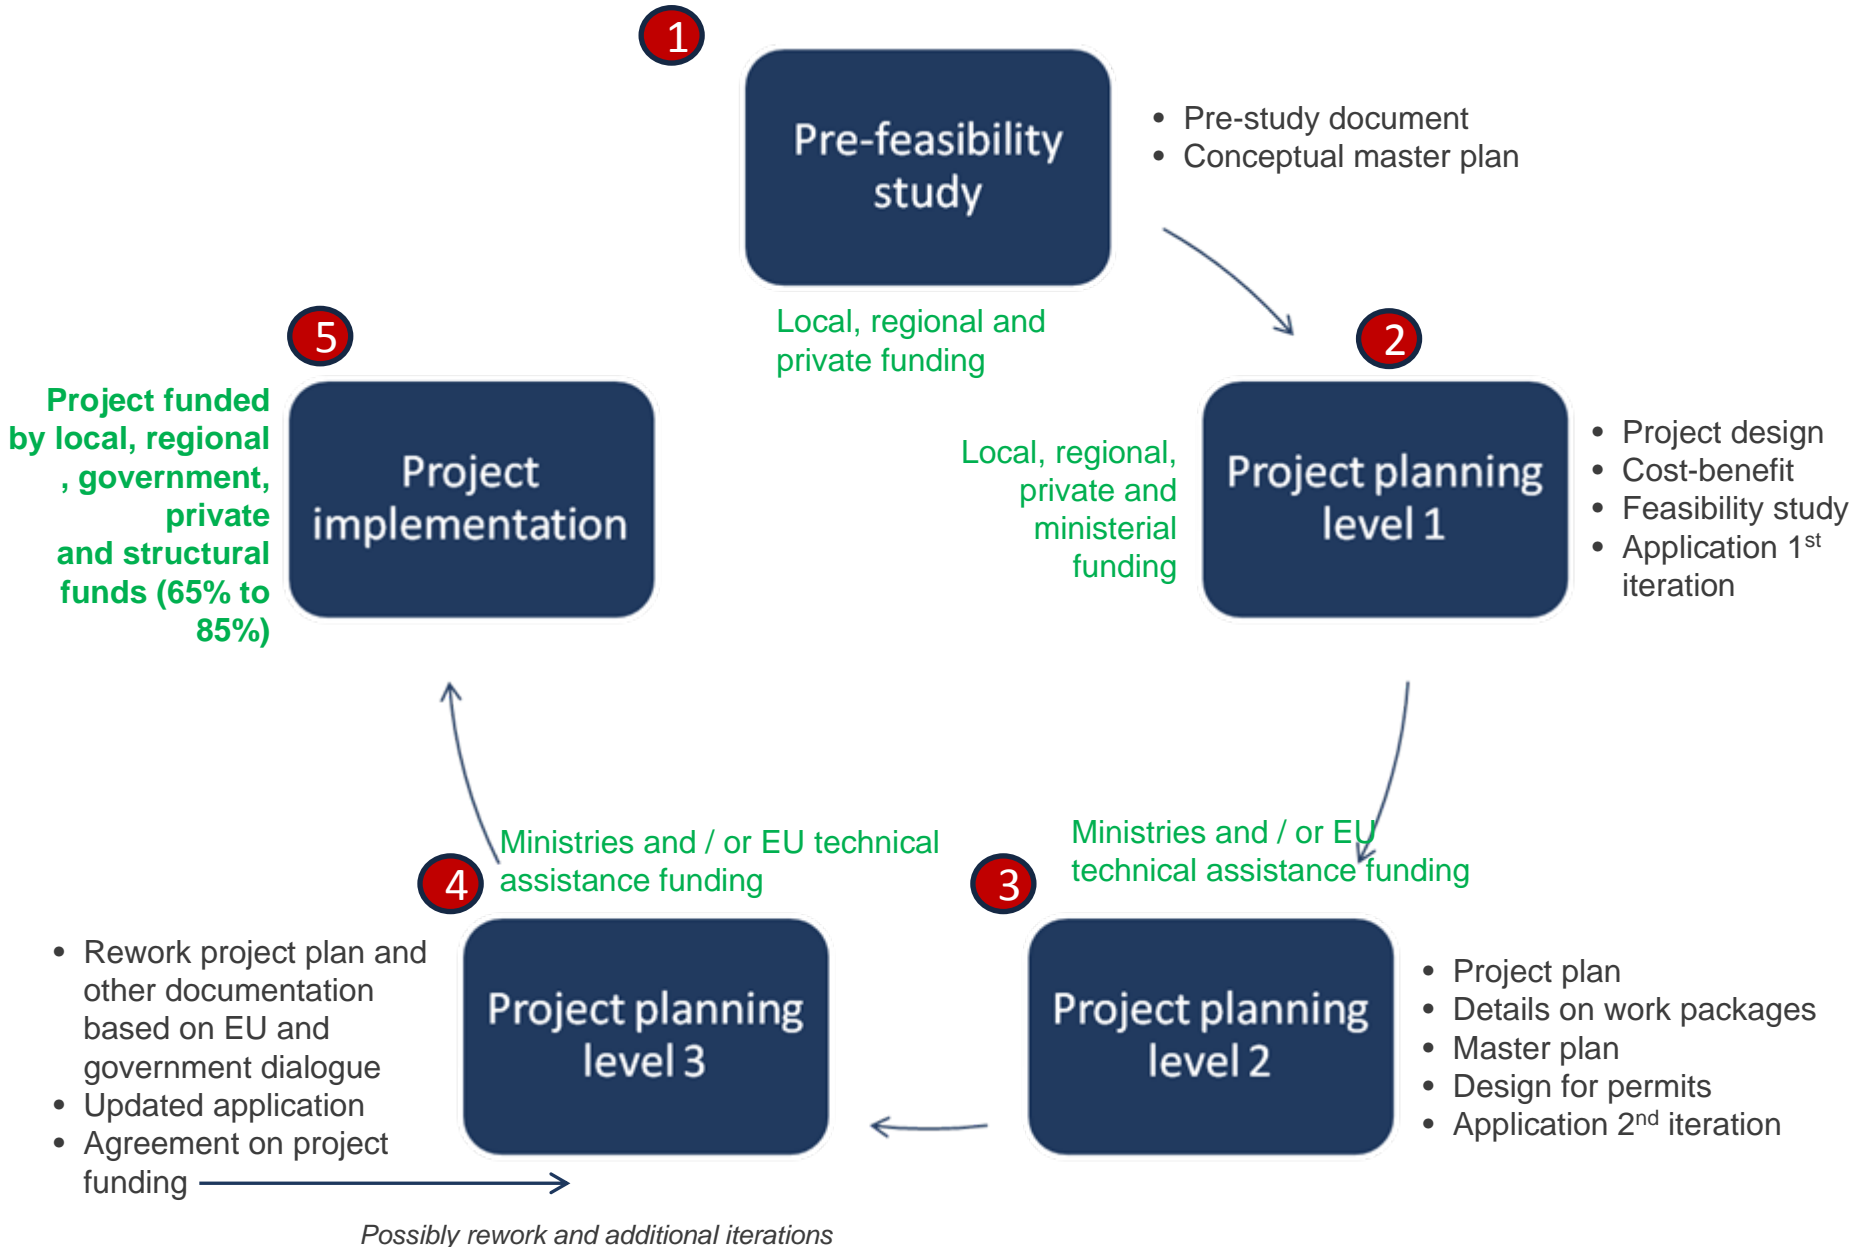 1
Pre-feasibility
study
• Pre-study document
• Conceptual master plan
Local, regional and
private funding
2
Project planning
level 1
Local, regional,
private and
ministerial
funding
• Project design
• Cost-benefit
• Feasibility study
• Application 1st
iteration
3
Ministries and / or EU
technical assistance funding
Project planning
level 2
• Project plan
• Details on work packages
• Master plan
• Design for permits
• Application 2nd iteration
4
Ministries and / or EU technical
assistance funding
Project planning
level 3
• Rework project plan and
other documentation
based on EU and
government dialogue
• Updated application
• Agreement on project
funding
Possibly rework and additional iterations
5
Project
implementation
Project funded
by local, regional
, government,
private
and structural
funds (65% to
85%)